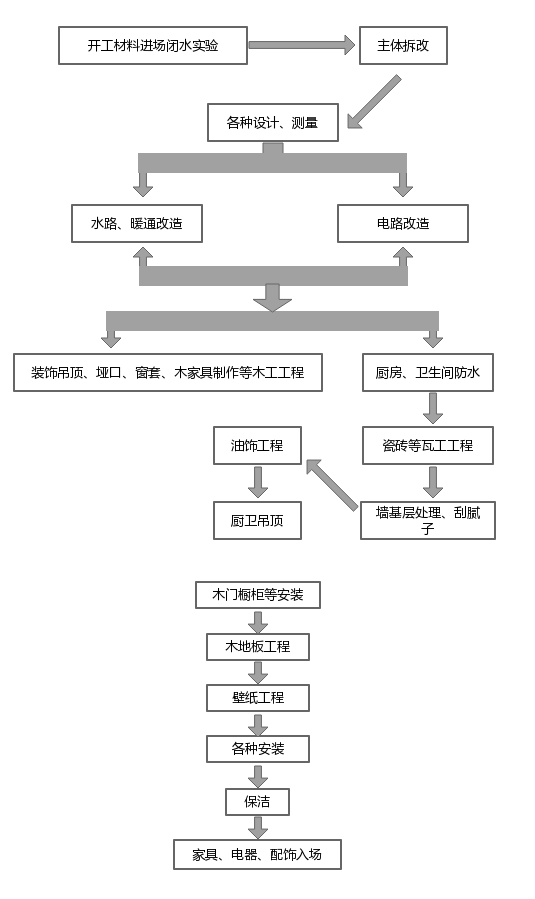 开工材料进场闭水实验
主体拆改
各种设计、测量
水路、暖通改造
电路改造
装饰吊顶、垭口、窗套、木家具制作等木工工程
厨房、卫生间防水
油饰工程
瓷砖等瓦工工程
厨卫吊顶
墙基层处理、刮腻
子
木门橱柜等安装
木地板工程
壁纸工程
各种安装
保洁
家具、电器、配饰入场